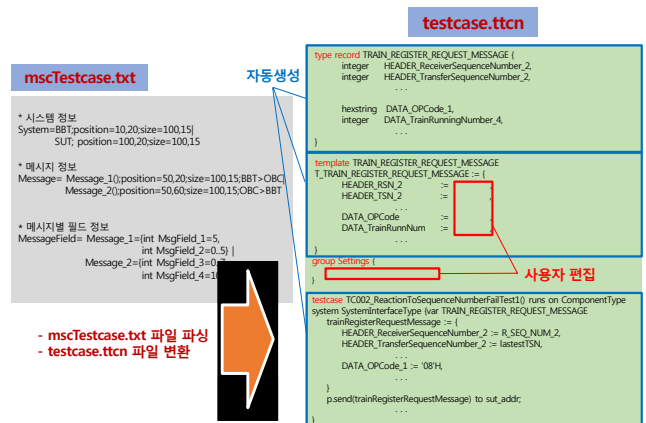 testcase.ttcn
mscTestcase.txt
자동생성
* 시스템 정보
System=BBT;position=10,20;size=100,15|
SUT; position=100,20;size=100,15
* 메시지 정보
Message= Message_1();position=50,20;size=100,15;BBT>OBC|
Message_2();position=50,60;size=100,15;OBC>BBT
* 메시지별 필드 정보
MessageField= Message_1={int MsgField_1=5,
int MsgField_2=0..5} |
Message_2={int MsgField_3=0
int MsgField_4=1
- mscTestcase.txt 파일 파싱
- testcase.ttcn 파일 변환
type record TRAIN_REGISTER_REQUEST_MESSAGE {
integer HEADER_ReceiverSequenceNumber_2,
integer HEADER_TransferSequenceNumber_2,
. . .
hexstring DATA_OPCode_1,
integer DATA_TrainRunningNumber_4,
. . .
}
template TRAIN_REGISTER_REQUEST_MESSAGE
T_TRAIN_REGISTER_REQUEST_MESSAGE := {
HEADER_RSN_2 := ,
HEADER_TSN_2 := ,
. . .
DATA_OPCode := ,
DATA_TrainRunnNum := ,
. . .
}
group Settings {
}
사용자 편집
testcase TC002_ReactionToSequenceNumberFailTest1() runs on ComponentType
system SystemInterfaceType {var TRAIN_REGISTER_REQUEST_MESSAGE
trainRegisterRequestMessage := {
HEADER_ReceiverSequenceNumber_2 := R_SEQ_NUM_2,
HEADER_TransferSequenceNumber_2 := lastestTSN,
. . .
DATA_OPCode_1 := '08'H,
. . .
}
p.send(trainRegisterRequestMessage) to sut_addr;
. . .
}